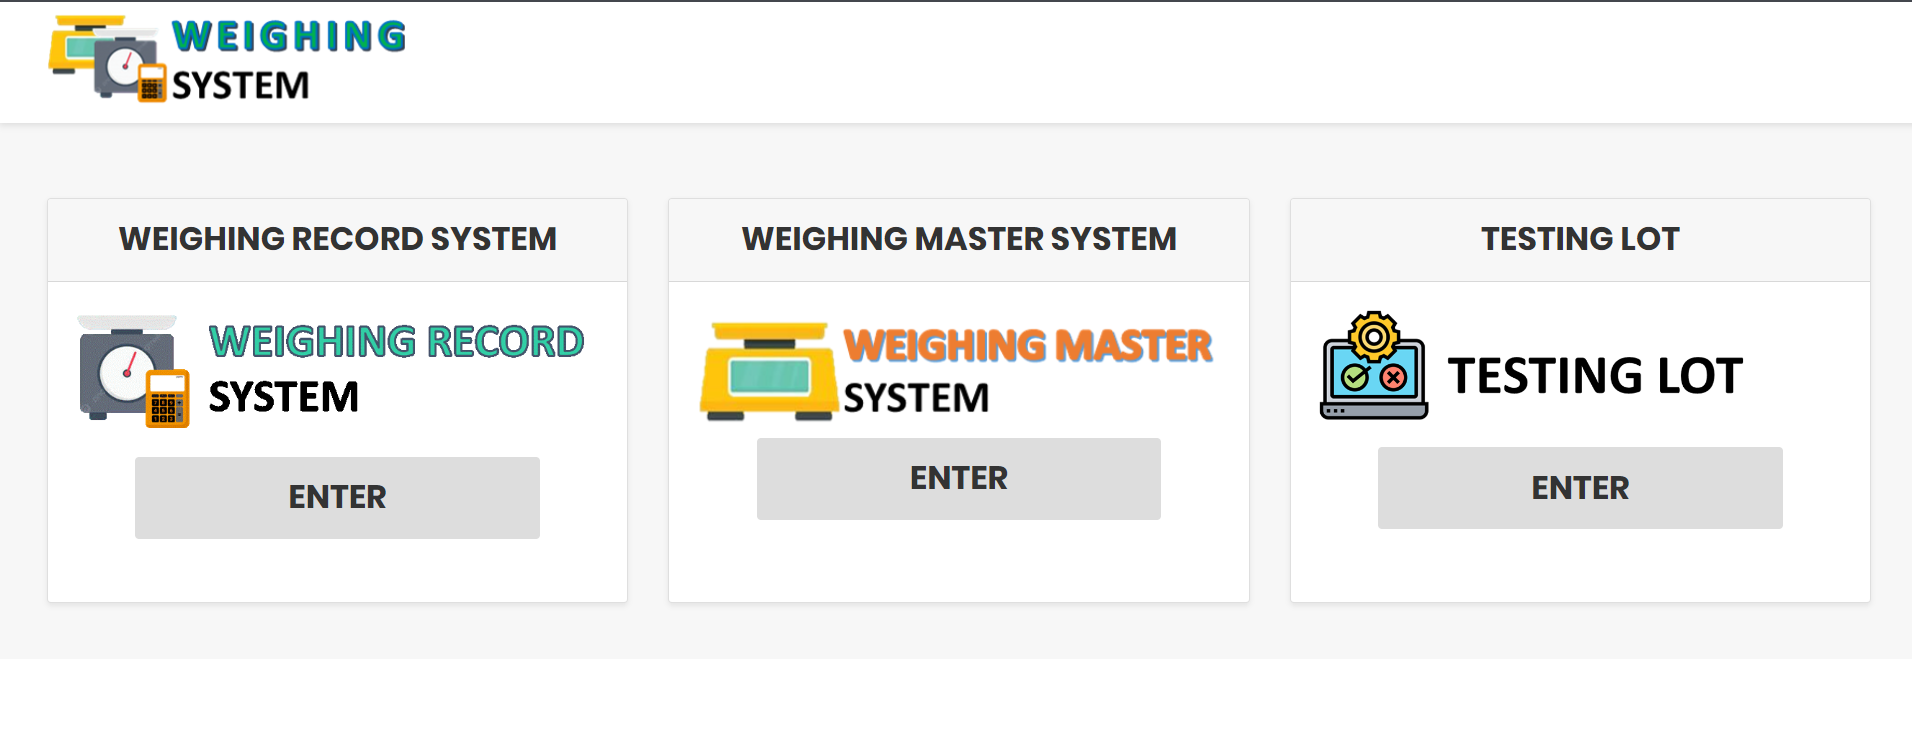 WEIGHING
SYSTEM
WEIGHING RECORD SYSTEM
WEIGHING RECORD
SYSTEM
ENTER
WEIGHING MASTER SYSTEM
WEIGHING MASTER
SYSTEM
ENTER
TESTING LOT
TESTING LOT
ENTER